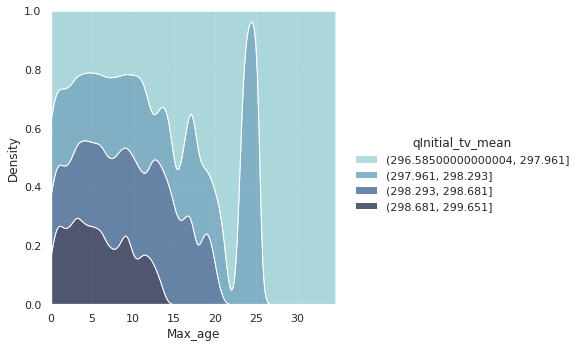 1.0
0.8
0.6
0.4
0.2
0.0
Density
0 5 10 15 20 25 30
Max_age
qInitial_tv_mean
(296.58500000000004, 297.961]
(297.961, 298.293]
(298.293, 298.681]
(298.681, 299.651]